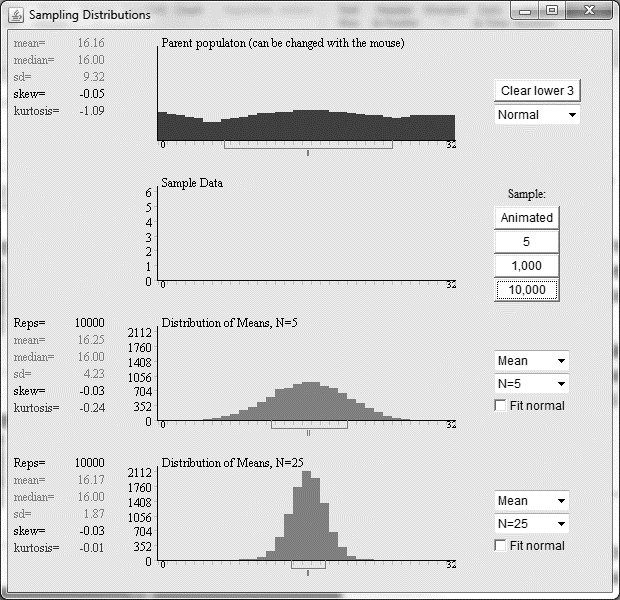 Sampling Distributions
mean= 16.16
median= 16.00
sd= 9.32
skew= -0.05
kurtosis= -1.09
Parent populaton (can be changed with the mouse)
0 32
Clear lower 3
Normal
Sample Data
6
5
4
3
2
1
0
0 32
Sample:
Animated
5
1,000
10,000
Reps= 10000
mean= 16.25
median= 16.00
sd= 4.23
skew= -0.03
kurtosis= -0.24
Distribution of Means, N=5
2112
1760
1408
1056
704
352
0
0 32
Mean
N=5
Fit normal
Reps= 10000
mean= 16.17
median= 16.00
sd= 1.87
skew= -0.03
kurtosis= -0.01
Distribution of Means, N=25
2112
1760
1408
1056
704
352
0
0 32
Mean
N=25
Fit normal